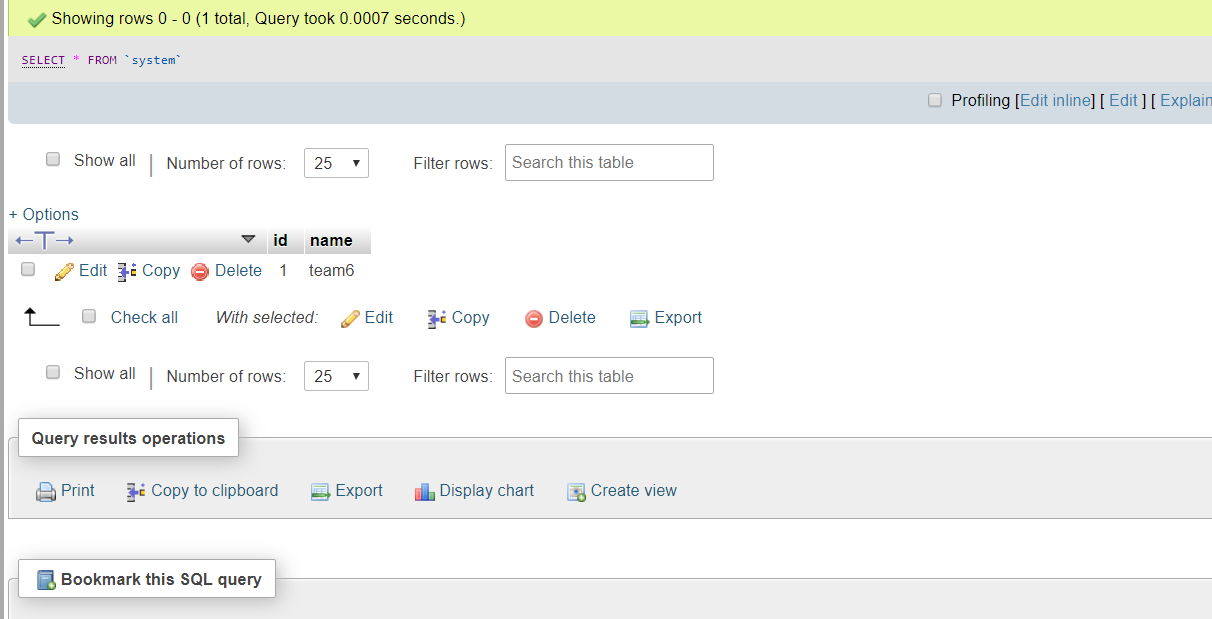 Showing rows 0 - 0 (1 total, Query took 0.0007 seconds.)
SELECT * FROM `system`
Profiling [Edit inline] [ Edit ] [ Explain
Show all | Number of rows: 25 Filter rows: Search this table
+ Options
←T→ id name
Edit Copy Delete 1 team6
Check all With selected: Edit Copy Delete Export
Show all | Number of rows: 25 Filter rows: Search this table
Query results operations
Print Copy to clipboard Export Display chart Create view
Bookmark this SQL query